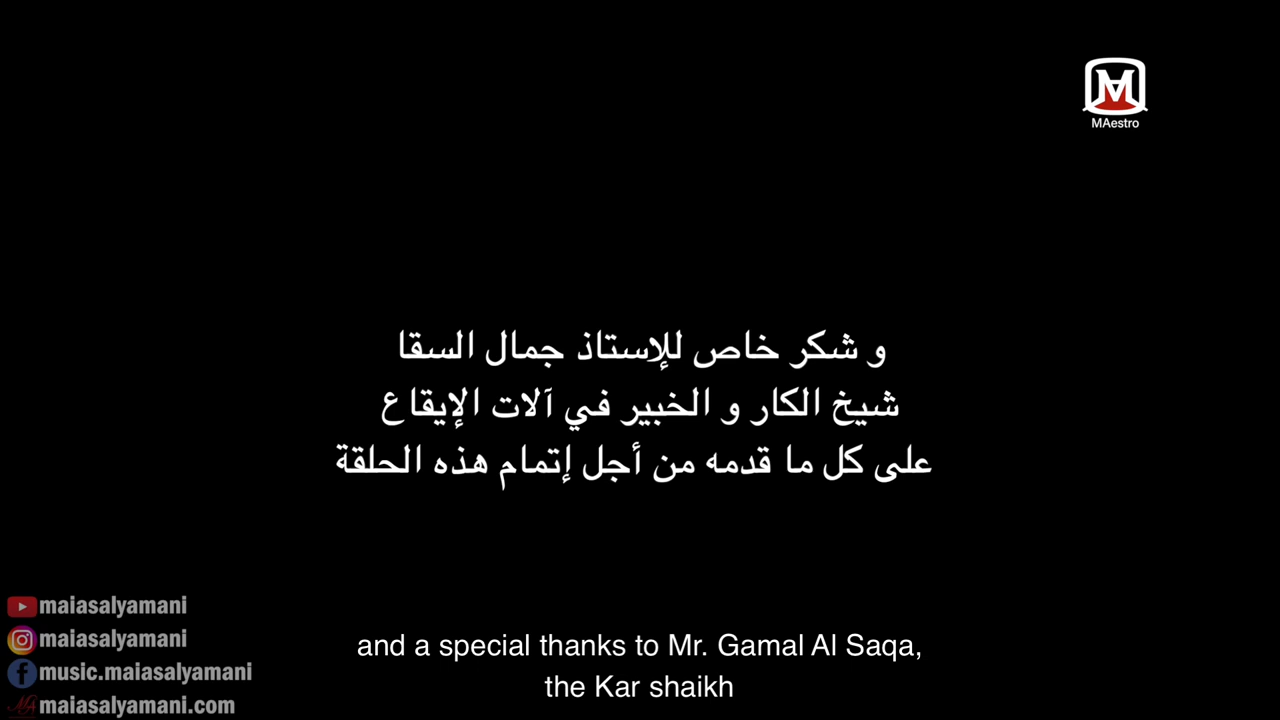 MAestro
و شكر خاص للإستاذ جمال السقا
شيخ الكار و الخبير في آلات الإيقاع
على كل ما قدمه من أجل إتمام هذه الحلقة
maiasalyamani
maiasalyamani
music.maiasalyamani
maiasalyamani.com
and a special thanks to Mr. Gamal Al Saqa,
the Kar shaikh